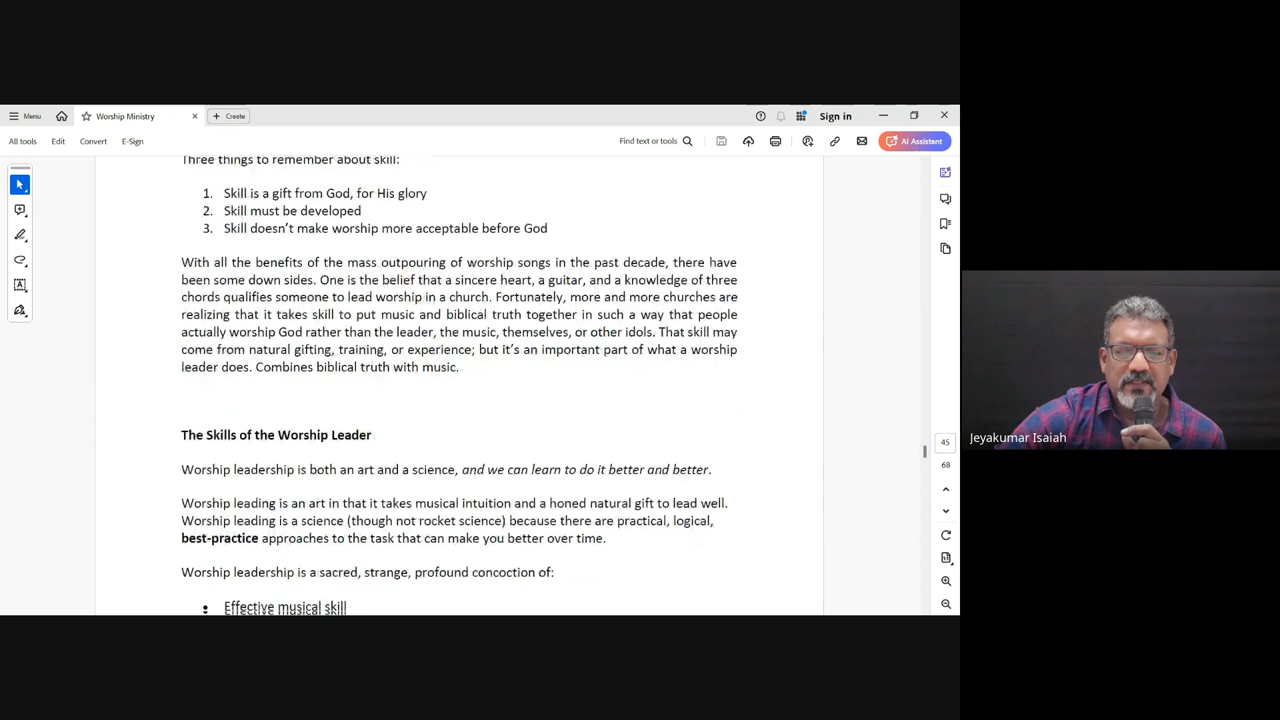 Menu
Worship Ministry
Create
Sign in
All tools
Edit
Convert
E-Sign
Find text or tools
AI Assistant
Three things to remember about skill:
1. Skill is a gift from God, for His glory
2. Skill must be developed
3. Skill doesn’t make worship more acceptable before God
With all the benefits of the mass outpouring of worship songs in the past decade, there have
been some down sides. One is the belief that a sincere heart, a guitar, and a knowledge of three
chords qualifies someone to lead worship in a church. Fortunately, more and more churches are
realizing that it takes skill to put music and biblical truth together in such a way that people
actually worship God rather than the leader, the music, themselves, or other idols. That skill may
come from natural gifting, training, or experience; but it’s an important part of what a worship
leader does. Combines biblical truth with music.
The Skills of the Worship Leader
Worship leadership is both an art and a science, and we can learn to do it better and better.
Worship leading is an art in that it takes musical intuition and a honed natural gift to lead well.
Worship leading is a science (though not rocket science) because there are practical, logical,
best-practice approaches to the task that can make you better over time.
Worship leadership is a sacred, strange, profound concoction of:
• Effective musical skill
45
68
Jeyakumar Isaiah